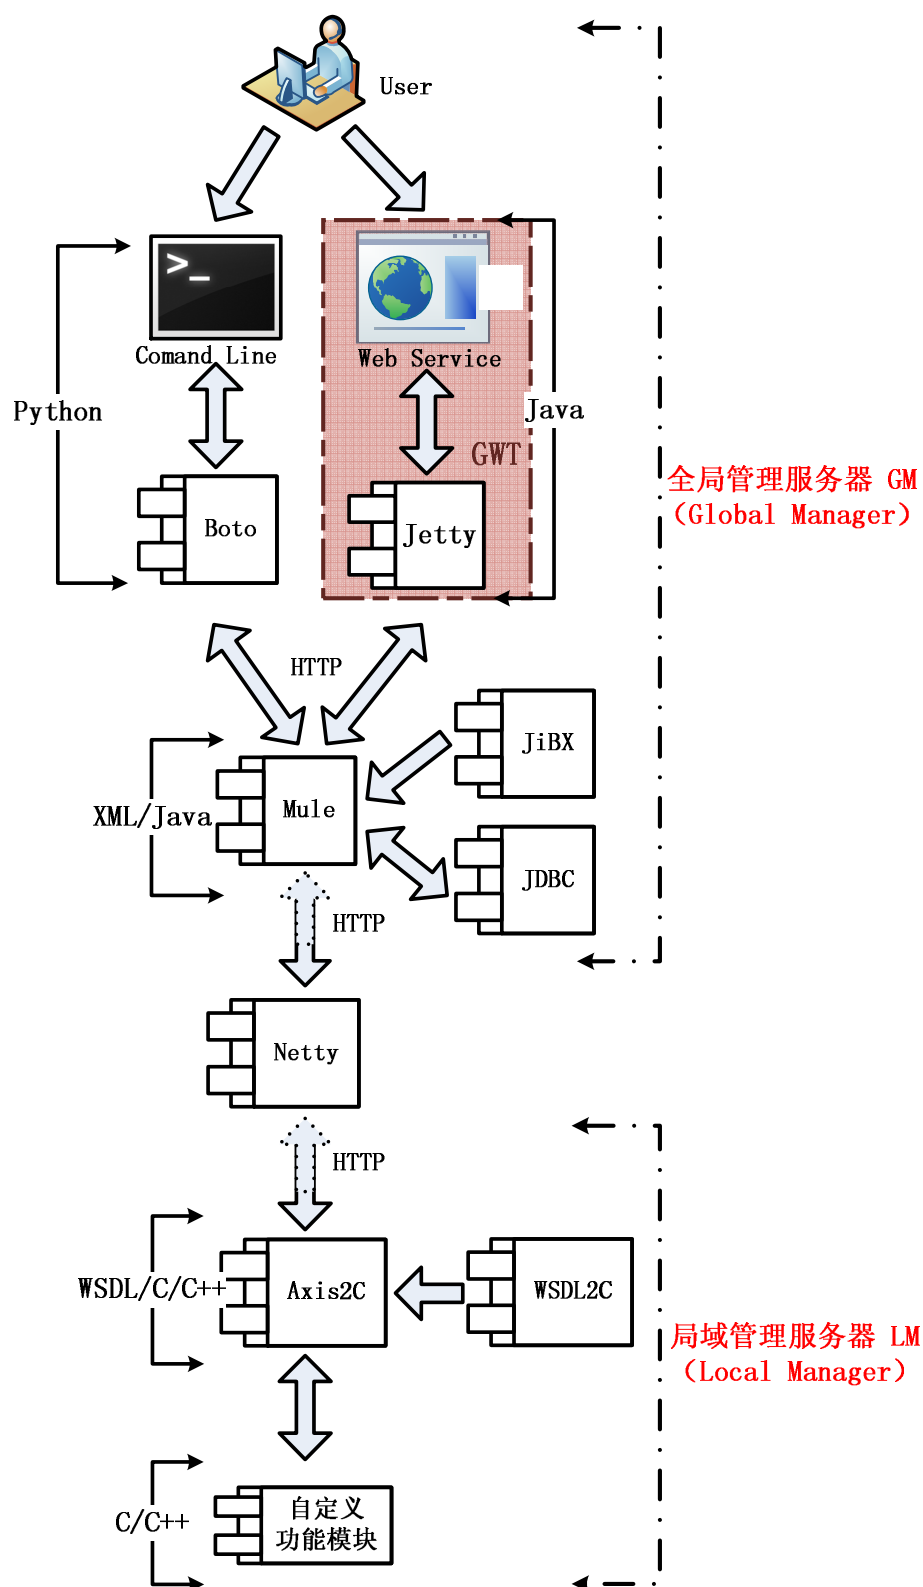 User
Comand Line
Web Service
Python
Java
GWT
Boto
Jetty
全局管理服务器 GM
（Global Manager）
HTTP
JiBX
XML/Java
Mule
JDBC
HTTP
Netty
HTTP
WSDL/C/C++
Axis2C
WSDL2C
局域管理服务器 LM
（Local Manager）
C/C++
自定义
功能模块